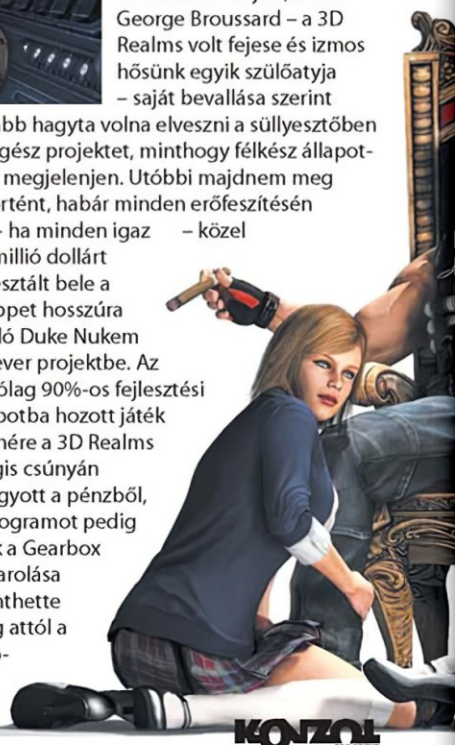 George Broussard – a 3D
Realms volt fejese és izmos
hősünk egyik szülőatyja
– saját bevallása szerint
bb hagyta volna elveszni a süllyesztőben
gész projektet, minthogy félkész állapot-
megjelenjen. Utóbbi majdnem meg
rtént, habár minden erőfeszítésén
– ha minden igaz – közel
millió dollárt
esztált bele a
ppet hosszúra
ló Duke Nukem
ever projektbe. Az
ólag 90%-os fejlesztési
potba hozott játék
nére a 3D Realms
gis csúnyán
gyott a pénzből,
ogramot pedig
k a Gearbox
arolása
nthette
g attól a
KONZOL